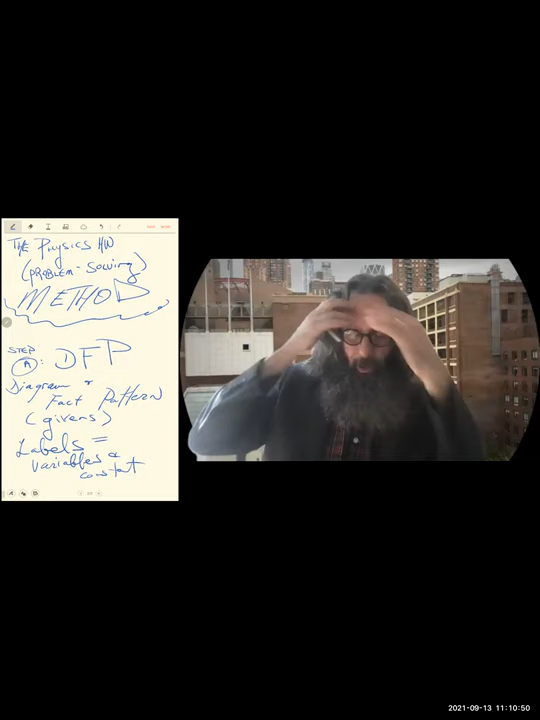 THE PHYSICS HW
(PROBLEM-SOLVING)
METHOD
STEP
A: DFP
Diagram &
Fact Pattern
(givens)
Labels =
Variables &
constant
2021-09-13 11:10:50